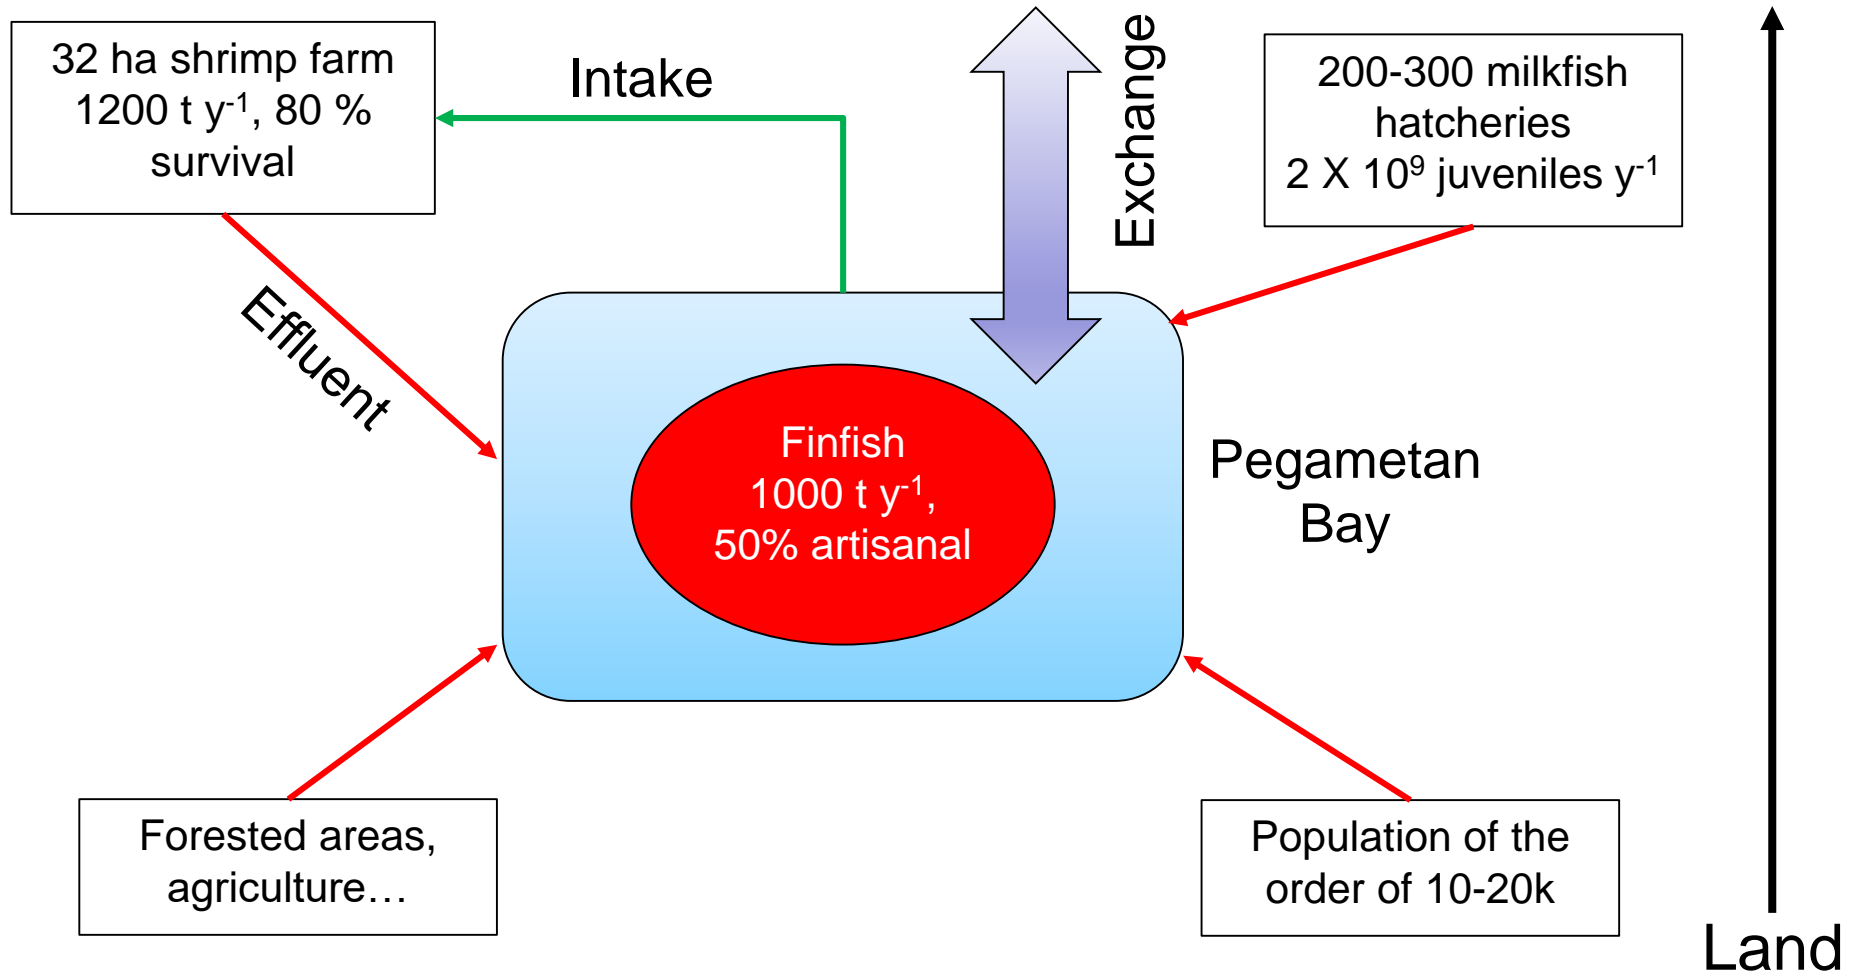 32 ha shrimp farm
1200 t y⁻¹, 80 %
survival
Intake
Exchange
200-300 milkfish
hatcheries
2 X 10⁹ juveniles y⁻¹
Effluent
Finfish
1000 t y⁻¹,
50% artisanal
Pegametan
Bay
Forested areas,
agriculture…
Population of the
order of 10-20k
Land